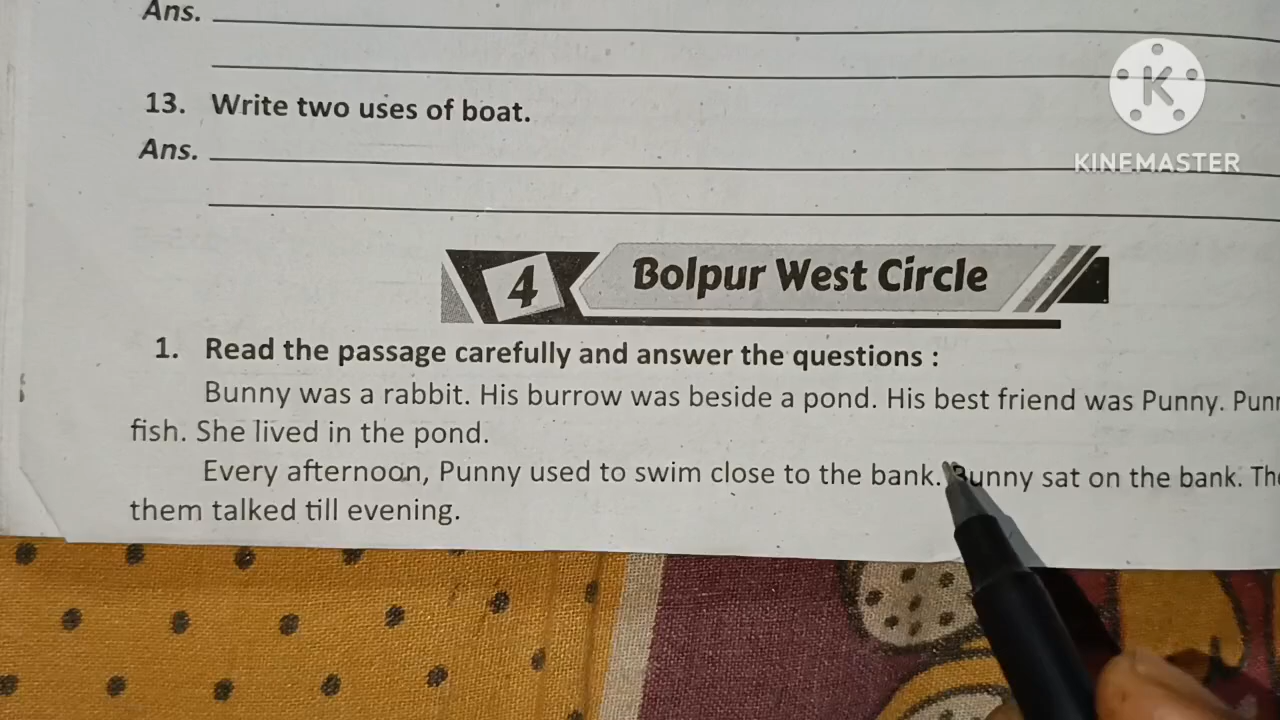 Ans.
13. Write two uses of boat.
Ans.
K
KINEMASTER
4 Bolpur West Circle
1. Read the passage carefully and answer the questions :
Bunny was a rabbit. His burrow was beside a pond. His best friend was Punny.
fish. She lived in the pond.
Every afternoon, Punny used to swim close to the bank. Bunny sat on the bank.
them talked till evening.